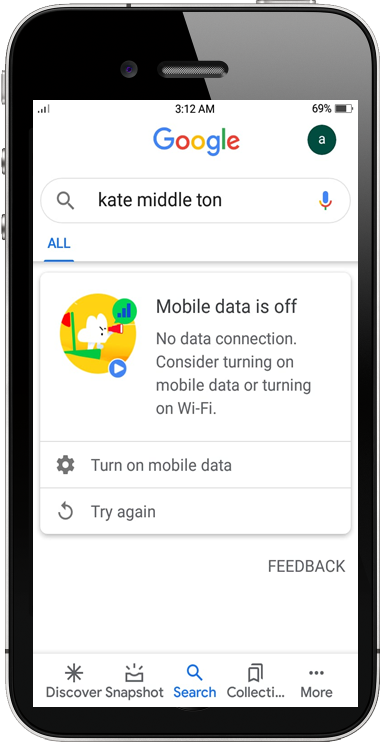 3:12 AM 69%
Google
a
kate middle ton
ALL
Mobile data is off
No data connection.
Consider turning on
mobile data or turning
on Wi-Fi.
Turn on mobile data
Try again
FEEDBACK
Discover Snapshot Search Collecti... More